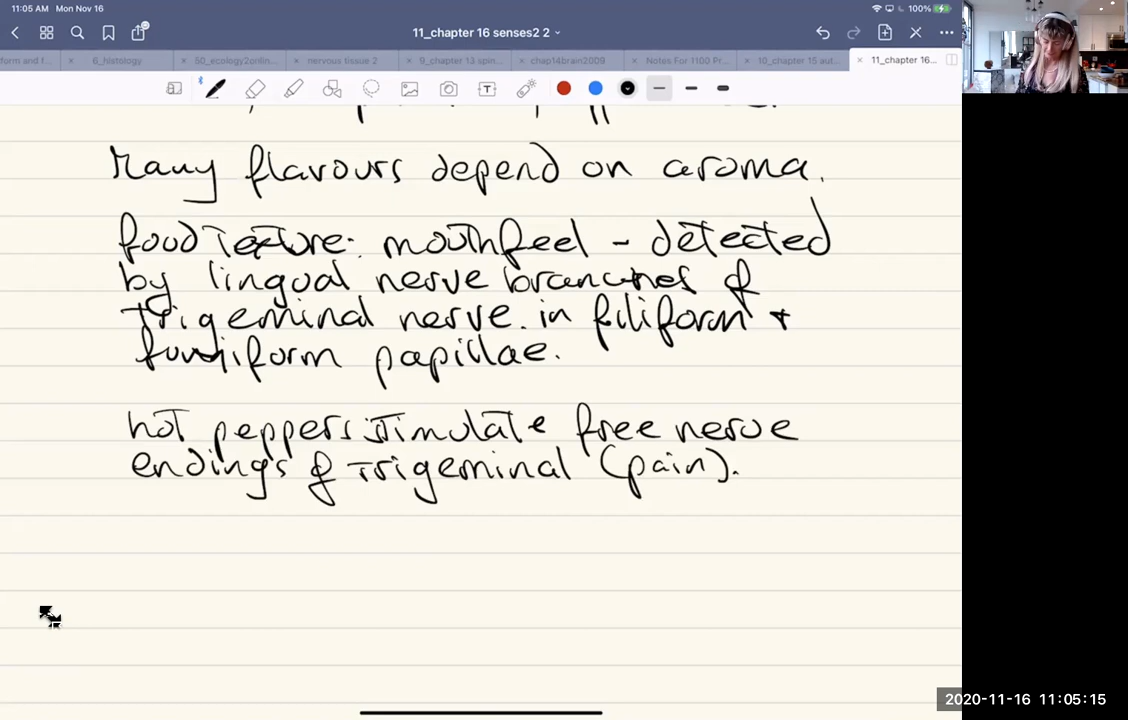 11:05 AM Mon Nov 16
100%
11_chapter 16 senses2 2
form and f...
6_histology
50_ecology2onlin...
nervous tissue 2
9_chapter 13 spin...
chap14brain2009
Notes For 1100 Pr...
10_chapter 15 aut...
11_chapter 16...
Many flavours depend on aroma.
food Texture: mouthfeel - detected
by lingual nerve branches of
trigeminal nerve. in filiform +
fungiform papillae.
hot peppers stimulate free nerve
endings of trigeminal (pain).
2020-11-16 11:05:15